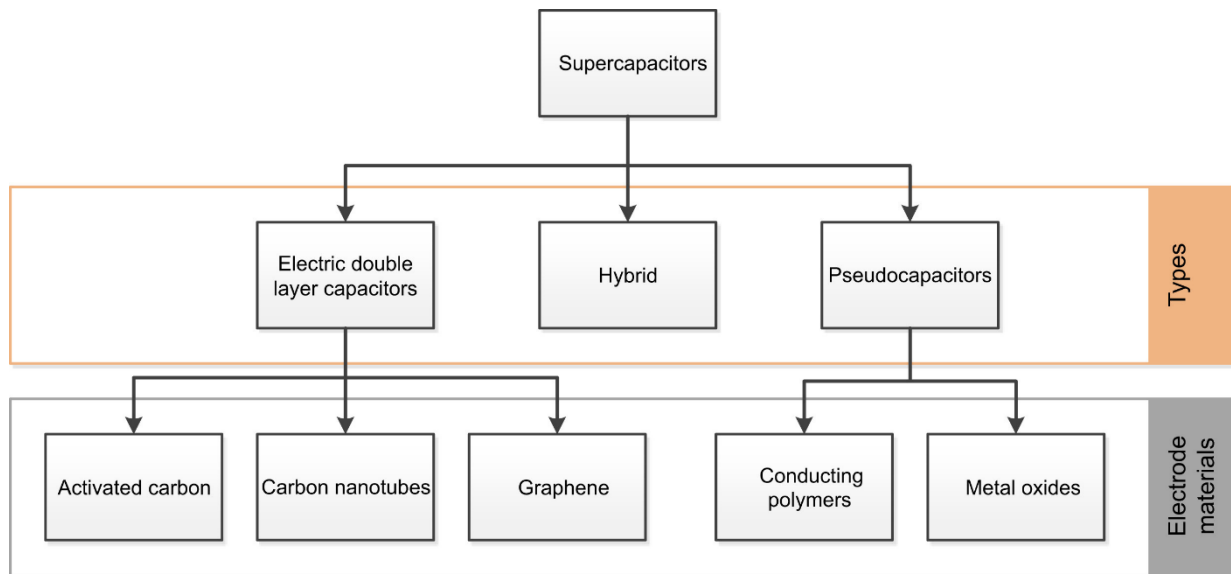 Supercapacitors
Electric double
layer capacitors
Hybrid
Pseudocapacitors
Types
Activated carbon
Carbon nanotubes
Graphene
Conducting
polymers
Metal oxides
Electrode
materials